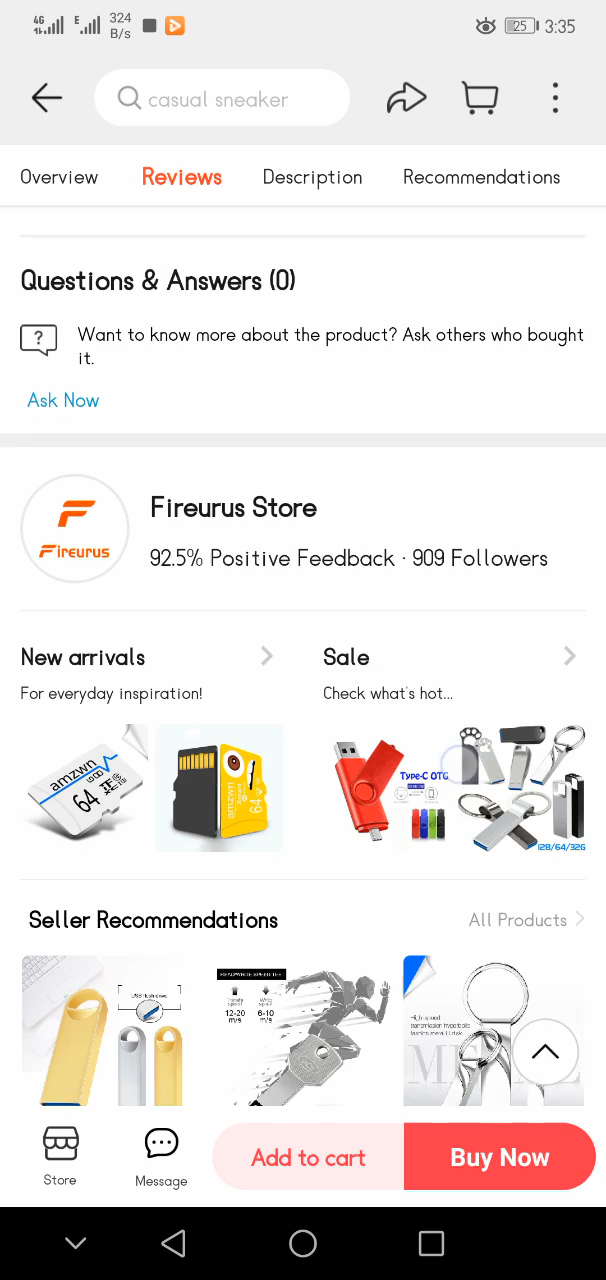 4G E 324 B/s 25 3:35
casual sneaker
Overview Reviews Description Recommendations
Questions & Answers (0)
Want to know more about the product? Ask others who bought
it.
Ask Now
Fireurus Store
Fireurus
92.5% Positive Feedback · 909 Followers
New arrivals Sale
For everyday inspiration! Check what's hot...
amzwn
64
amzwn
64
Type-C OTG
128/64/32G
Seller Recommendations All Products
12-20
m/s
6-10
m/s
High-speed
Add to cart Buy Now
Store Message